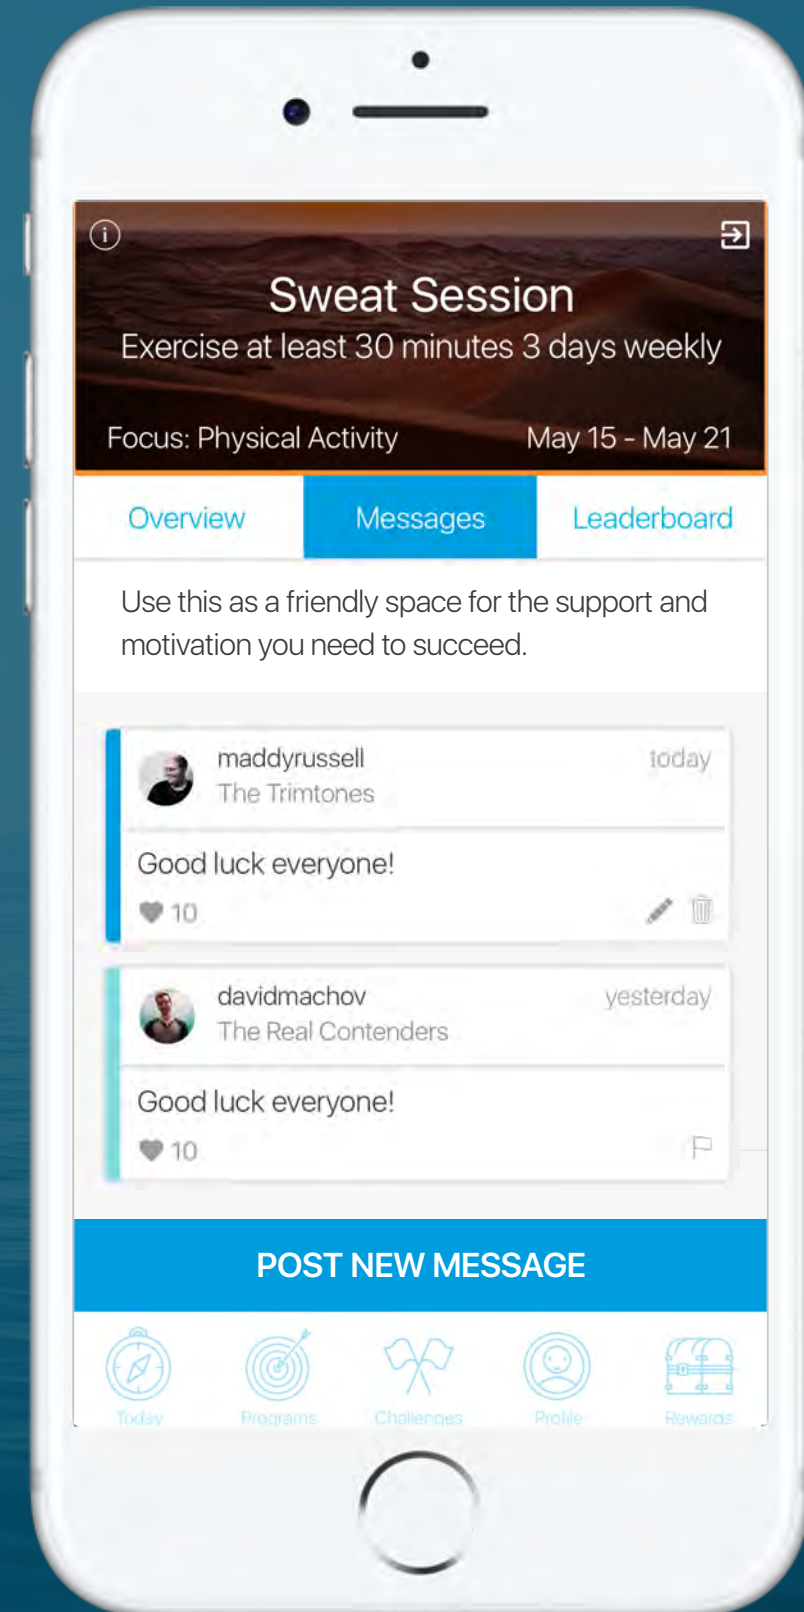 Sweat Session
Exercise at least 30 minutes 3 days weekly
Focus: Physical Activity May 15 - May 21
Overview Messages Leaderboard
Use this as a friendly space for the support and
motivation you need to succeed.
maddyrussell today
The Trimtones
Good luck everyone!
10
davidmachov yesterday
The Real Contenders
Good luck everyone!
10
POST NEW MESSAGE
Today Programs Challenges Profile Rewards